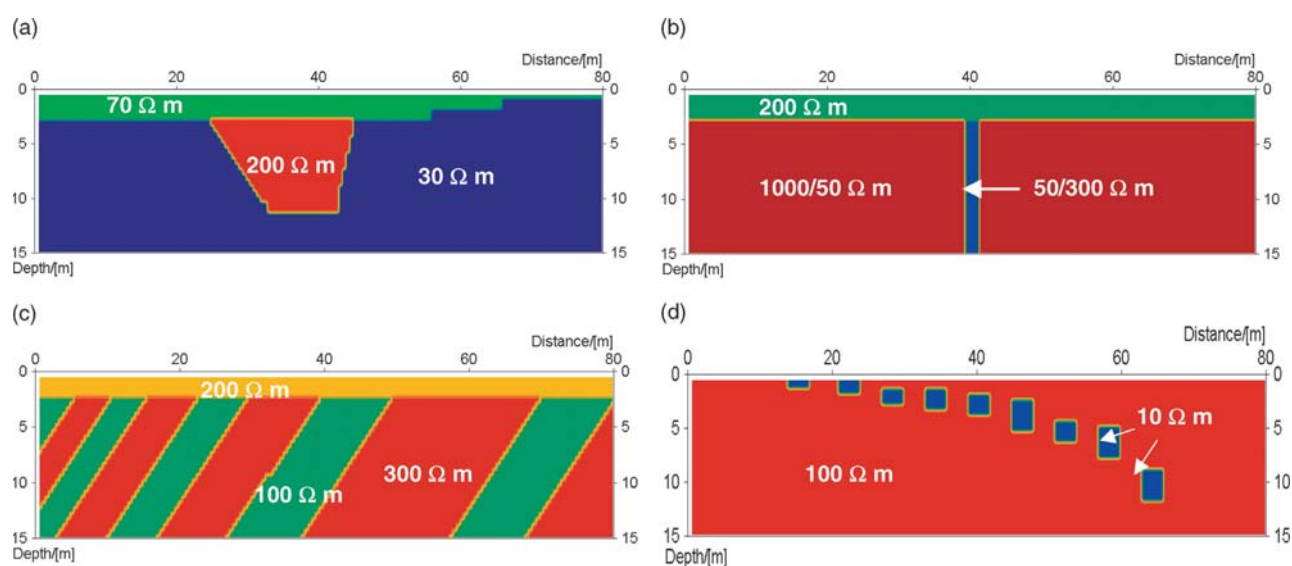 (a)
Distance/[m]
0 20 40 60 80
0 0
70 Ω m
5 5
200 Ω m
30 Ω m
10 10
15 15
Depth/[m]
(b)
Distance/[m]
0 20 40 60 80
0 0
200 Ω m
5 5
1000/50 Ω m 50/300 Ω m
10 10
15 15
Depth/[m]
(c)
Distance/[m]
0 20 40 60 80
0 0
200 Ω m
5 5
300 Ω m
10 10
100 Ω m
15 15
Depth/[m]
(d)
Distance/[m]
0 20 40 60 80
0 0
10 Ω m
5 5
100 Ω m
10 10
15 15
Depth/[m]